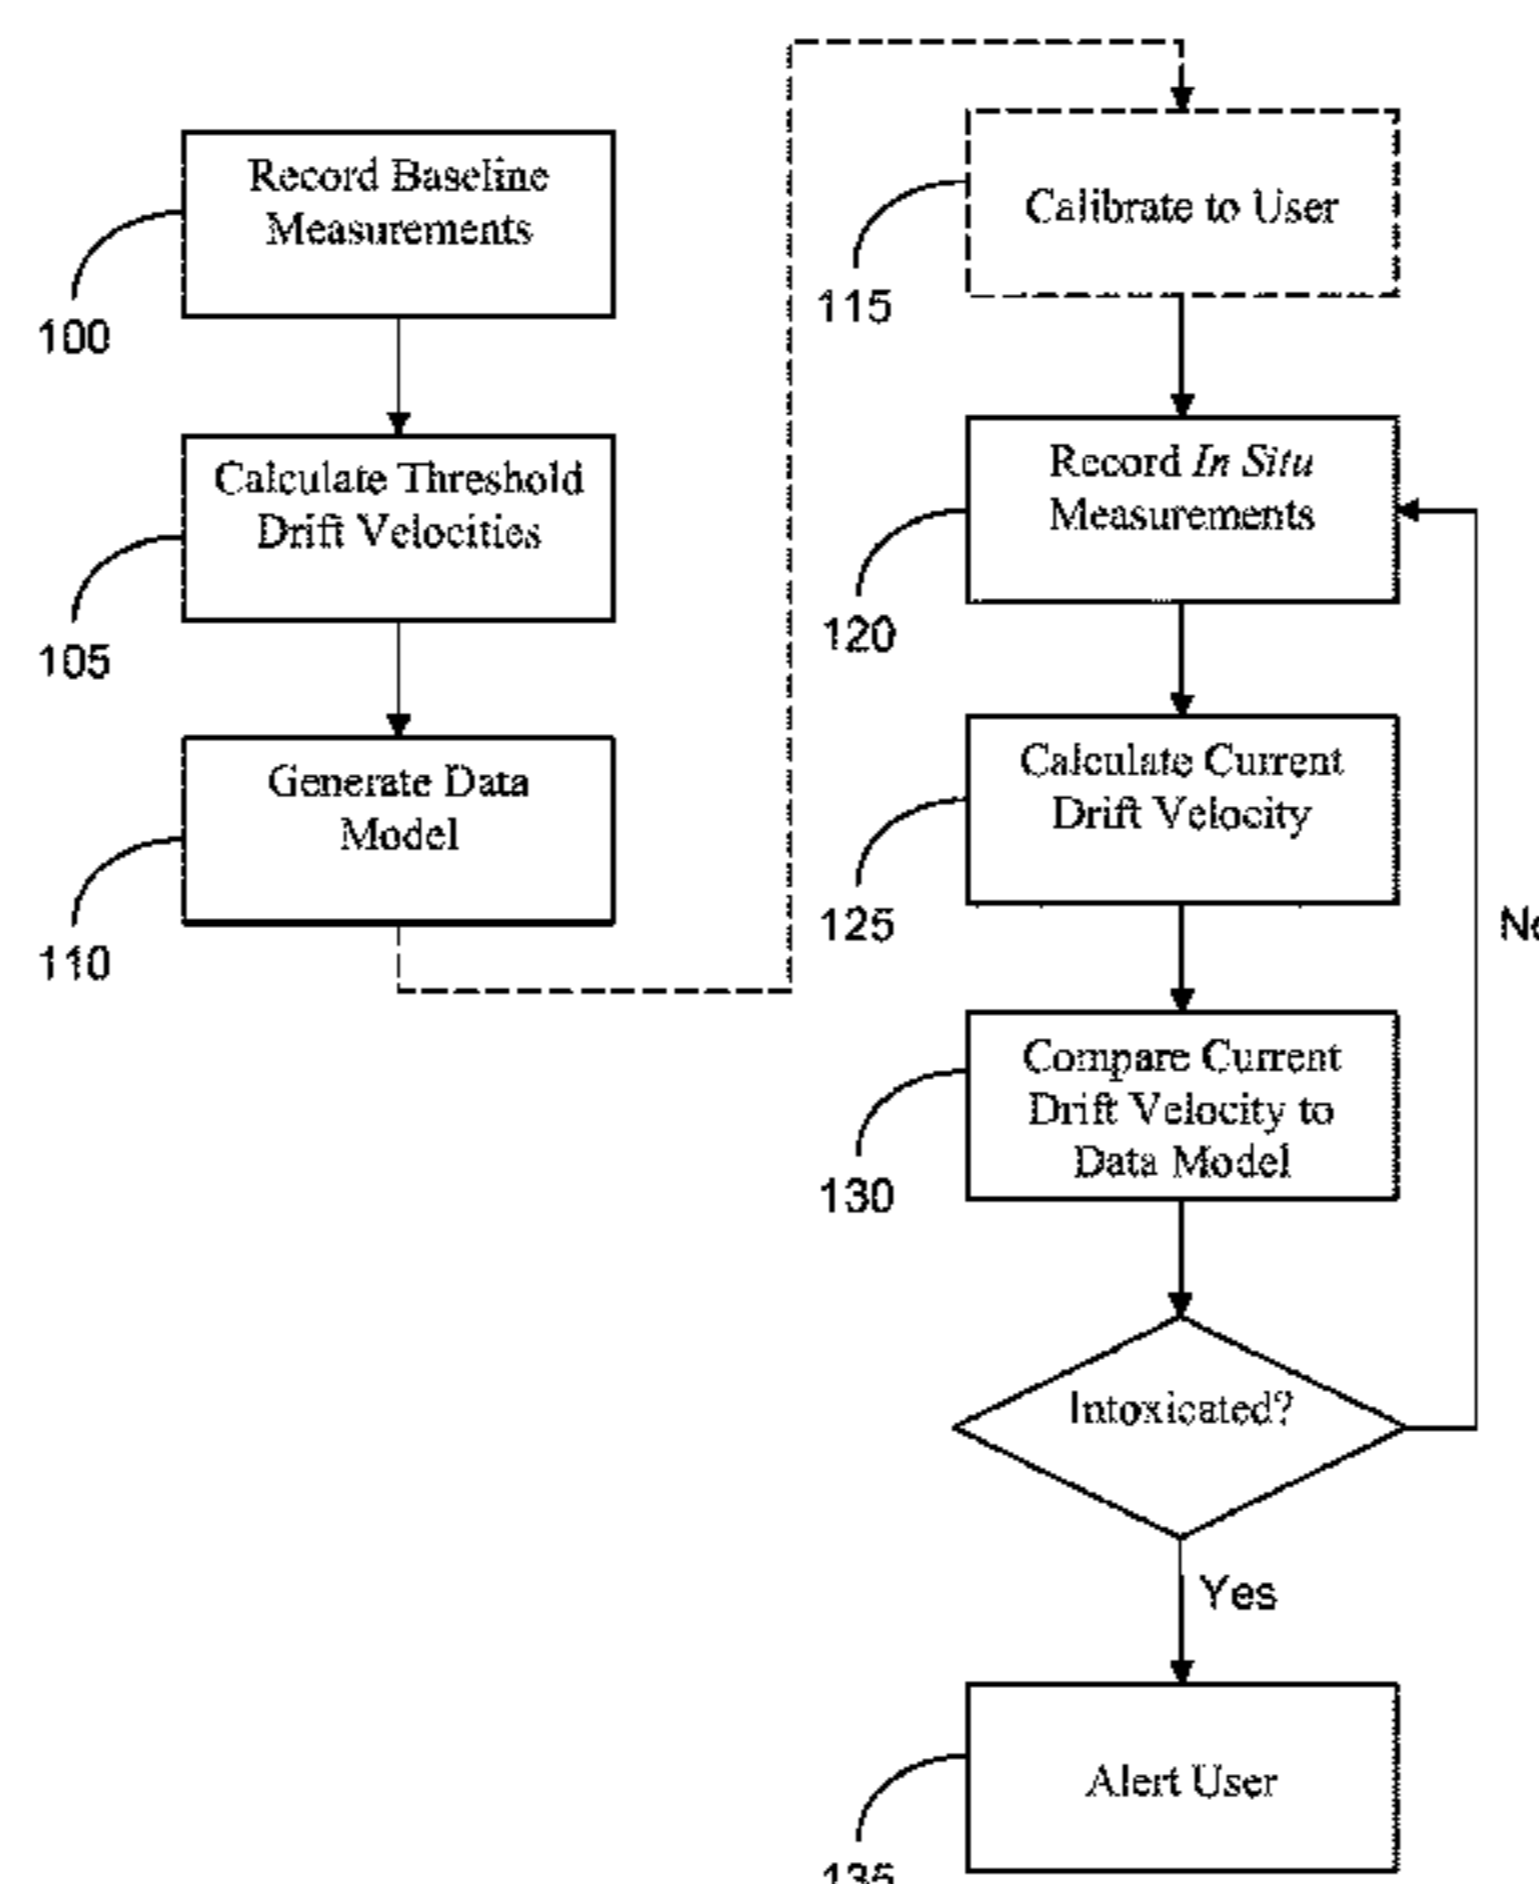 Record Baseline
Measurements
100
Calculate Threshold
Drift Velocities
105
Generate Data
Model
110
Calibrate to User
115
Record In Situ
Measurements
120
Calculate Current
Drift Velocity
125
Compare Current
Drift Velocity to
Data Model
130
Intoxicated?
Yes
Alert User
135